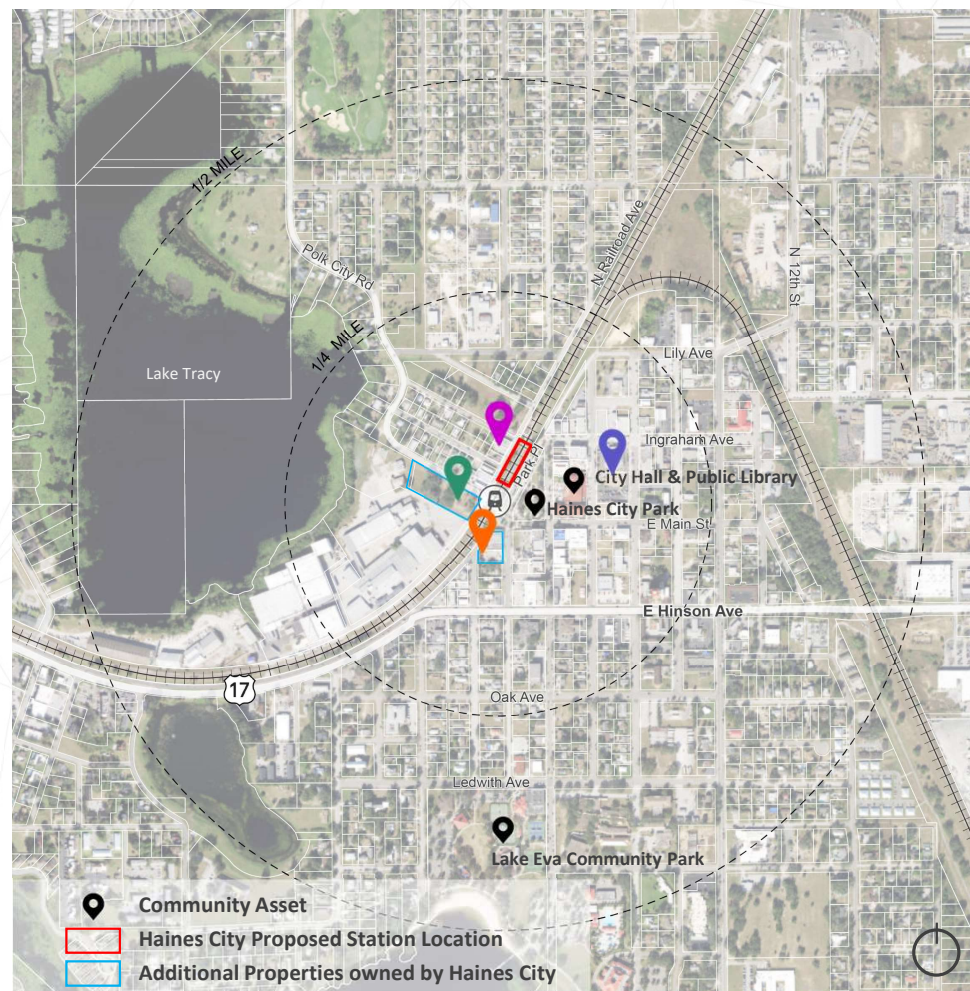 1/2 MILE
N Railroad Ave
Polk City Rd
N 12th St
1/4 MILE
Lily Ave
Lake Tracy
Ingraham Ave
Park Pl
City Hall & Public Library
Haines City Park
E Main St
E Hinson Ave
17
Oak Ave
Ledwith Ave
Lake Eva Community Park
Community Asset
Haines City Proposed Station Location
Additional Properties owned by Haines City